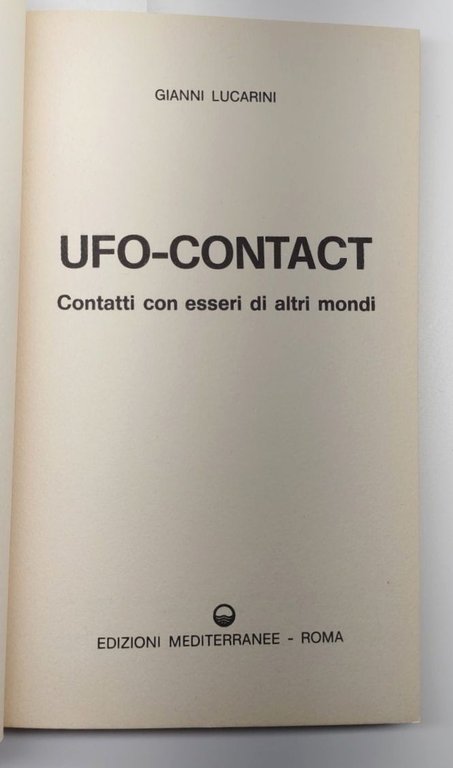 GIANNI LUCARINI
UFO-CONTACT
Contatti con esseri di altri mondi
EDIZIONI MEDITERRANEE - ROMA